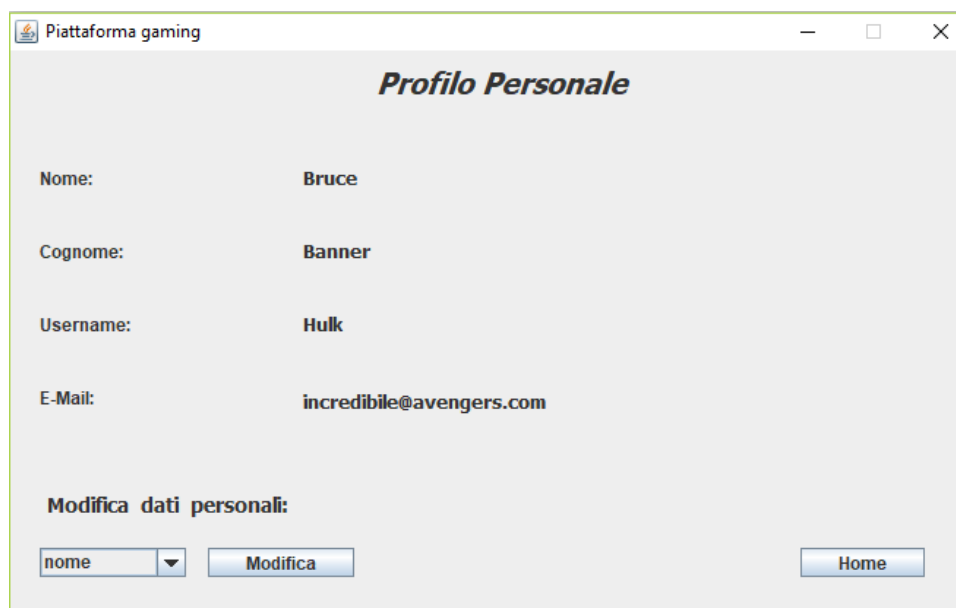 Piattaforma gaming
Profilo Personale
Nome: Bruce
Cognome: Banner
Username: Hulk
E-Mail: incredibile@avengers.com
Modifica dati personali:
nome Modifica Home